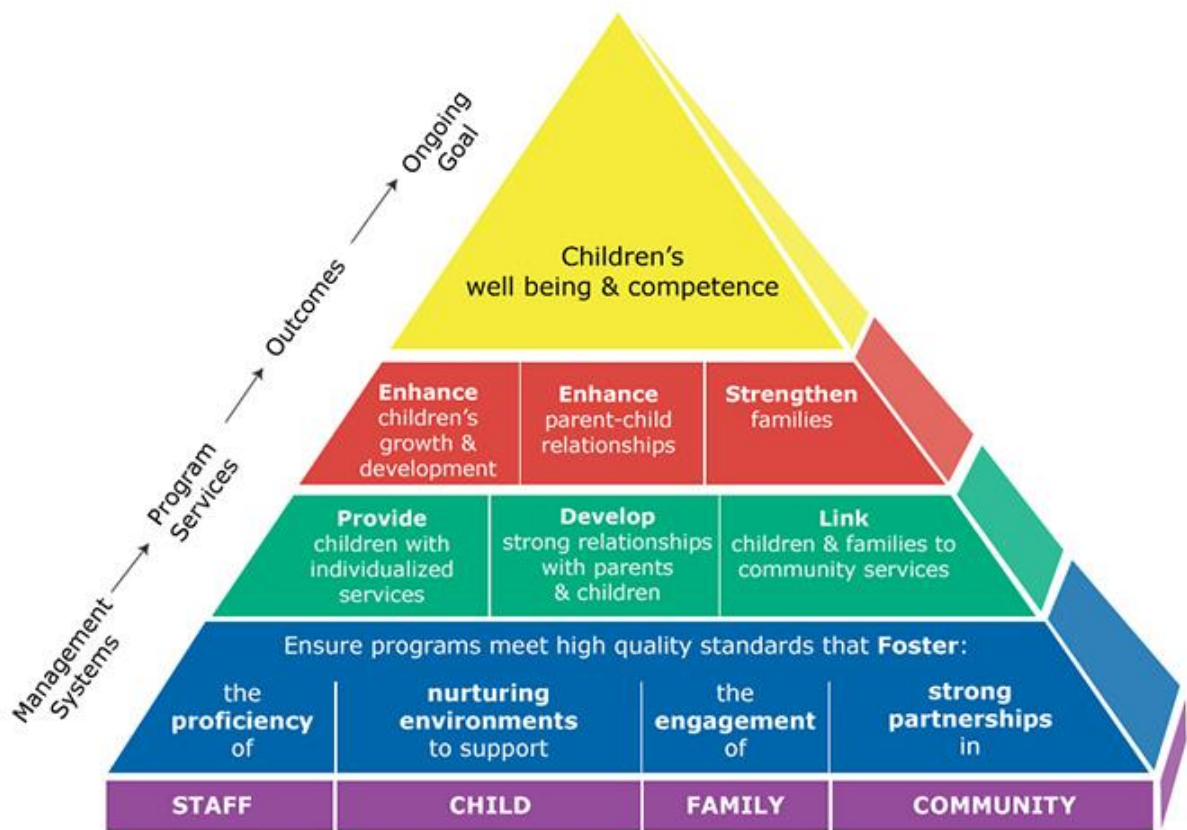 Ongoing
Goal
Outcomes
Program
Services
Management
Systems
Children's
well being & competence
Enhance
children's
growth &
development
Enhance
parent-child
relationships
Strengthen
families
Provide
children with
individualized
services
Develop
strong relationships
with parents
& children
Link
children & families to
community services
Ensure programs meet high quality standards that Foster:
the
proficiency
of
nurturing
environments
to support
the
engagement
of
strong
partnerships
in
STAFF
CHILD
FAMILY
COMMUNITY